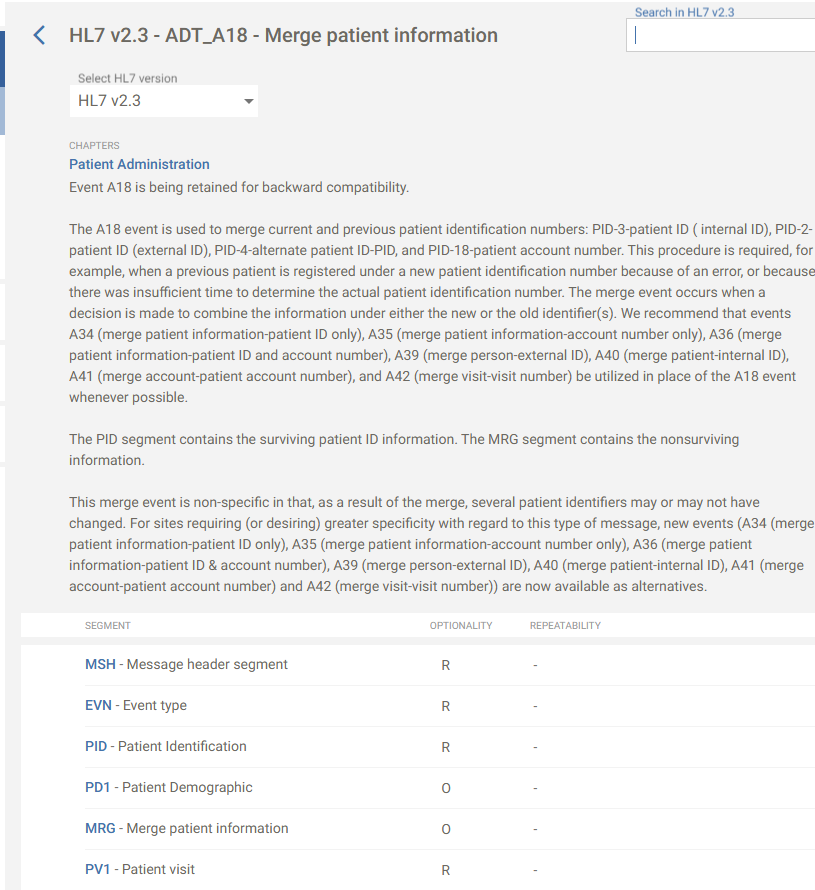 Search in HL7 v2.3
HL7 v2.3 - ADT_A18 - Merge patient information
Select HL7 version
HL7 v2.3
CHAPTERS
Patient Administration
Event A18 is being retained for backward compatibility.
The A18 event is used to merge current and previous patient identification numbers: PID-3-patient ID ( internal ID), PID-2-
patient ID (external ID), PID-4-alternate patient ID-PID, and PID-18-patient account number. This procedure is required, for
example, when a previous patient is registered under a new patient identification number because of an error, or because
there was insufficient time to determine the actual patient identification number. The merge event occurs when a
decision is made to combine the information under either the new or the old identifier(s). We recommend that events
A34 (merge patient information-patient ID only), A35 (merge patient information-account number only), A36 (merge
patient information-patient ID and account number), A39 (merge person-external ID), A40 (merge patient-internal ID),
A41 (merge account-patient account number), and A42 (merge visit-visit number) be utilized in place of the A18 event
whenever possible.
The PID segment contains the surviving patient ID information. The MRG segment contains the nonsurviving
information.
This merge event is non-specific in that, as a result of the merge, several patient identifiers may or may not have
changed. For sites requiring (or desiring) greater specificity with regard to this type of message, new events (A34 (merge
patient information-patient ID only), A35 (merge patient information-account number only), A36 (merge patient
information-patient ID & account number), A39 (merge person-external ID), A40 (merge patient-internal ID), A41 (merge
account-patient account number) and A42 (merge visit-visit number)) are now available as alternatives.
SEGMENT OPTIONALITY REPEATABILITY
MSH - Message header segment R -
EVN - Event type R -
PID - Patient Identification R -
PD1 - Patient Demographic O -
MRG - Merge patient information O -
PV1 - Patient visit R -